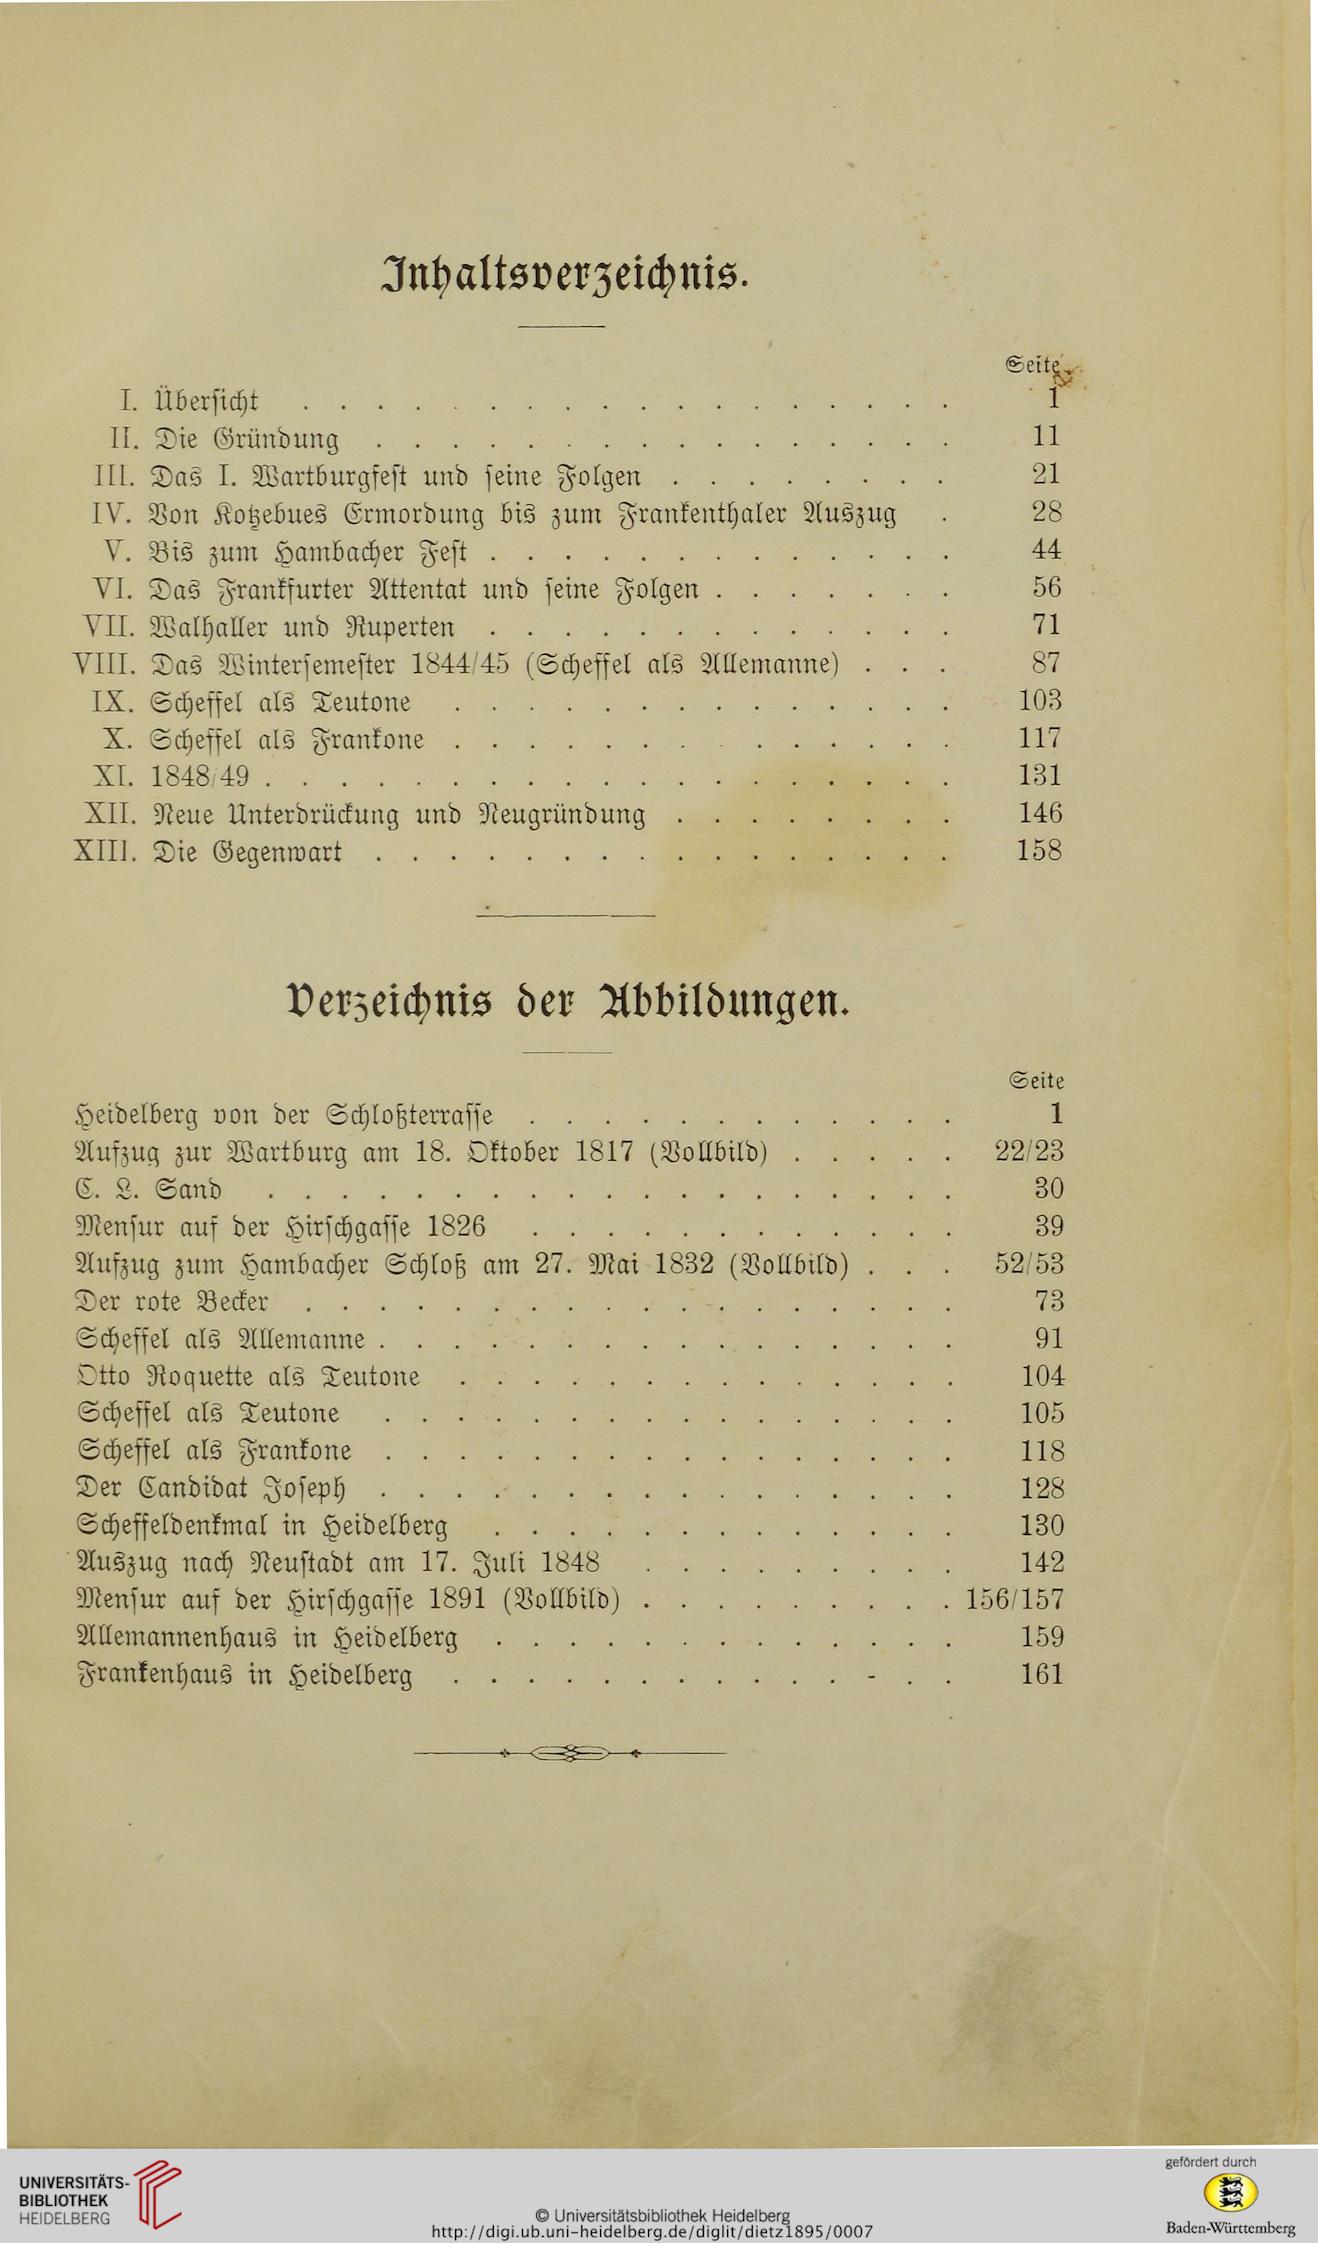 Inhaltsverzeichnis.
Seite
I. Übersicht . . . . . . . . . . . . . . . . . . 1
II. Die Gründung . . . . . . . . . . . . . . . . 11
III. Das I. Wartburgfest und seine Folgen . . . . . . . . 21
IV. Von Kotzebues Ermordung bis zum Frankenthaler Auszug . 28
V. Bis zum Hambacher Fest . . . . . . . . . . . . . 44
VI. Das Frankfurter Attentat und seine Folgen . . . . . . . 56
VII. Walhaller und Ruperten . . . . . . . . . . . . . 71
VIII. Das Wintersemester 1844/45 (Scheffel als Allemanne) . . . 87
IX. Scheffel als Teutone . . . . . . . . . . . . . . 103
X. Scheffel als Frankone . . . . . . . . . . . . . . 117
XI. 1848/49 . . . . . . . . . . . . . . . . . . . 131
XII. Neue Unterdrückung und Neugründung . . . . . . . . 146
XIII. Die Gegenwart . . . . . . . . . . . . . . . . 158
Verzeichnis der Abbildungen.
Seite
Heidelberg von der Schloßterrasse . . . . . . . . . . . . 1
Aufzug zur Wartburg am 18. Oktober 1817 (Vollbild) . . . . . 22/23
C. L. Sand . . . . . . . . . . . . . . . . . . . 30
Mensur auf der Hirschgasse 1826 . . . . . . . . . . . . 39
Aufzug zum Hambacher Schloß am 27. Mai 1832 (Vollbild) . . . 52/53
Der rote Becker . . . . . . . . . . . . . . . . . . 73
Scheffel als Allemanne . . . . . . . . . . . . . . . . 91
Otto Roquette als Teutone . . . . . . . . . . . . . . 104
Scheffel als Teutone . . . . . . . . . . . . . . . . 105
Scheffel als Frankone . . . . . . . . . . . . . . . . 118
Der Candidat Joseph . . . . . . . . . . . . . . . . 128
Scheffeldenkmal in Heidelberg . . . . . . . . . . . . . 130
Auszug nach Neustadt am 17. Juli 1848 . . . . . . . . . 142
Mensur auf der Hirschgasse 1891 (Vollbild) . . . . . . . . . 156/157
Allemannenhaus in Heidelberg . . . . . . . . . . . . . 159
Frankenhaus in Heidelberg . . . . . . . . . . . - . . 161
gefördert durch
UNIVERSITÄTS-
BIBLIOTHEK
HEIDELBERG
© Universitätsbibliothek Heidelberg
http://digi.ub.uni-heidelberg.de/diglit/dietz1895/0007
Baden-Württemberg